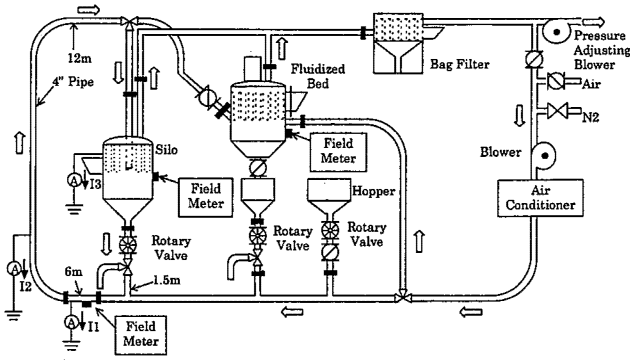 12m
4" Pipe
Fluidized
Bed
Bag Filter
Pressure
Adjusting
Blower
Air
N2
Silo
Field
Meter
Blower
A
I3
Field
Meter
Hopper
Air
Conditioner
Rotary
Valve
Rotary
Valve
Rotary
Valve
A
I2
6m
1.5m
A
I1
Field
Meter